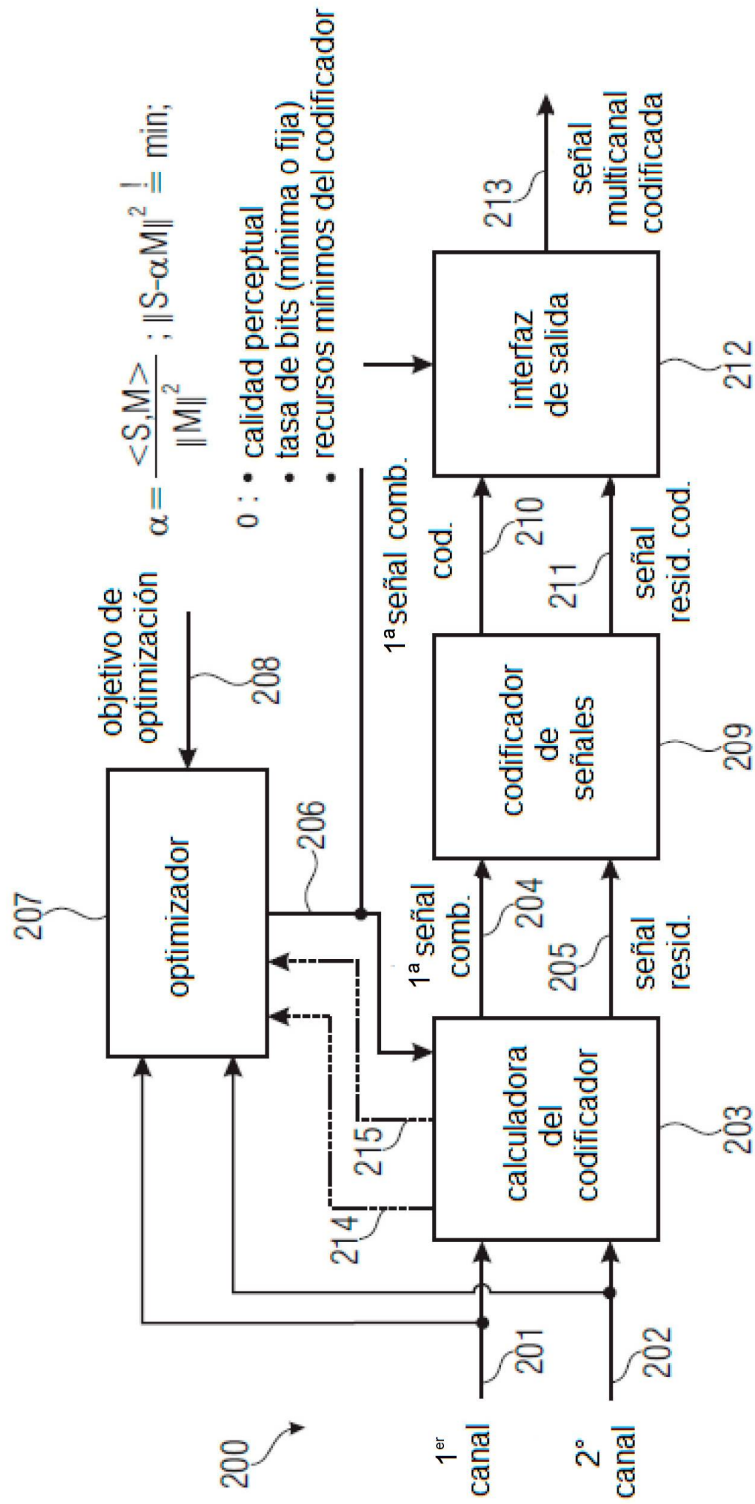 200
1er
canal
2°
canal
201
202
207
optimizador
objetivo de
optimización
208
206
214
215
calculadora
del
codificador
203
1ª señal
comb.
204
205
señal
resid.
codificador
de
señales
209
1ª señal comb.
cod.
210
211
señal
resid. cod.
interfaz
de salida
212
213
señal
multicanal
codificada
α = <S,M> / ||M||² ; ||S-αM||² =! min;
o : • calidad perceptual
• tasa de bits (mínima o fija)
• recursos mínimos del codificador